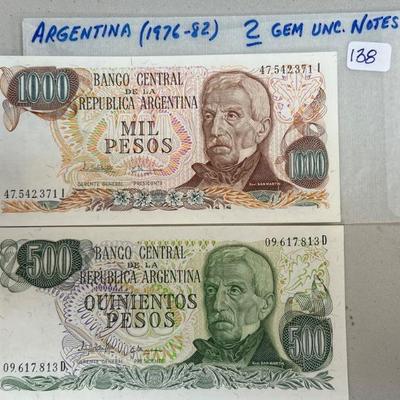 ARGENTINA (1976-82) 2 GEM UNC. NOTES
138
1000
BANCO CENTRAL
DE LA
REPUBLICA ARGENTINA
47.542.371 I
MIL
PESOS
1000
47.542.371 I
GERENTE GENERAL PRESIDENTE
Gral. SAN MARTIN
500
BANCO CENTRAL
DE LA
REPUBLICA ARGENTINA
09.617.813 D
QUINIENTOS
PESOS
500
09.617.813 D
GERENTE GENERAL PRESIDENTE
Gral. SAN MARTIN